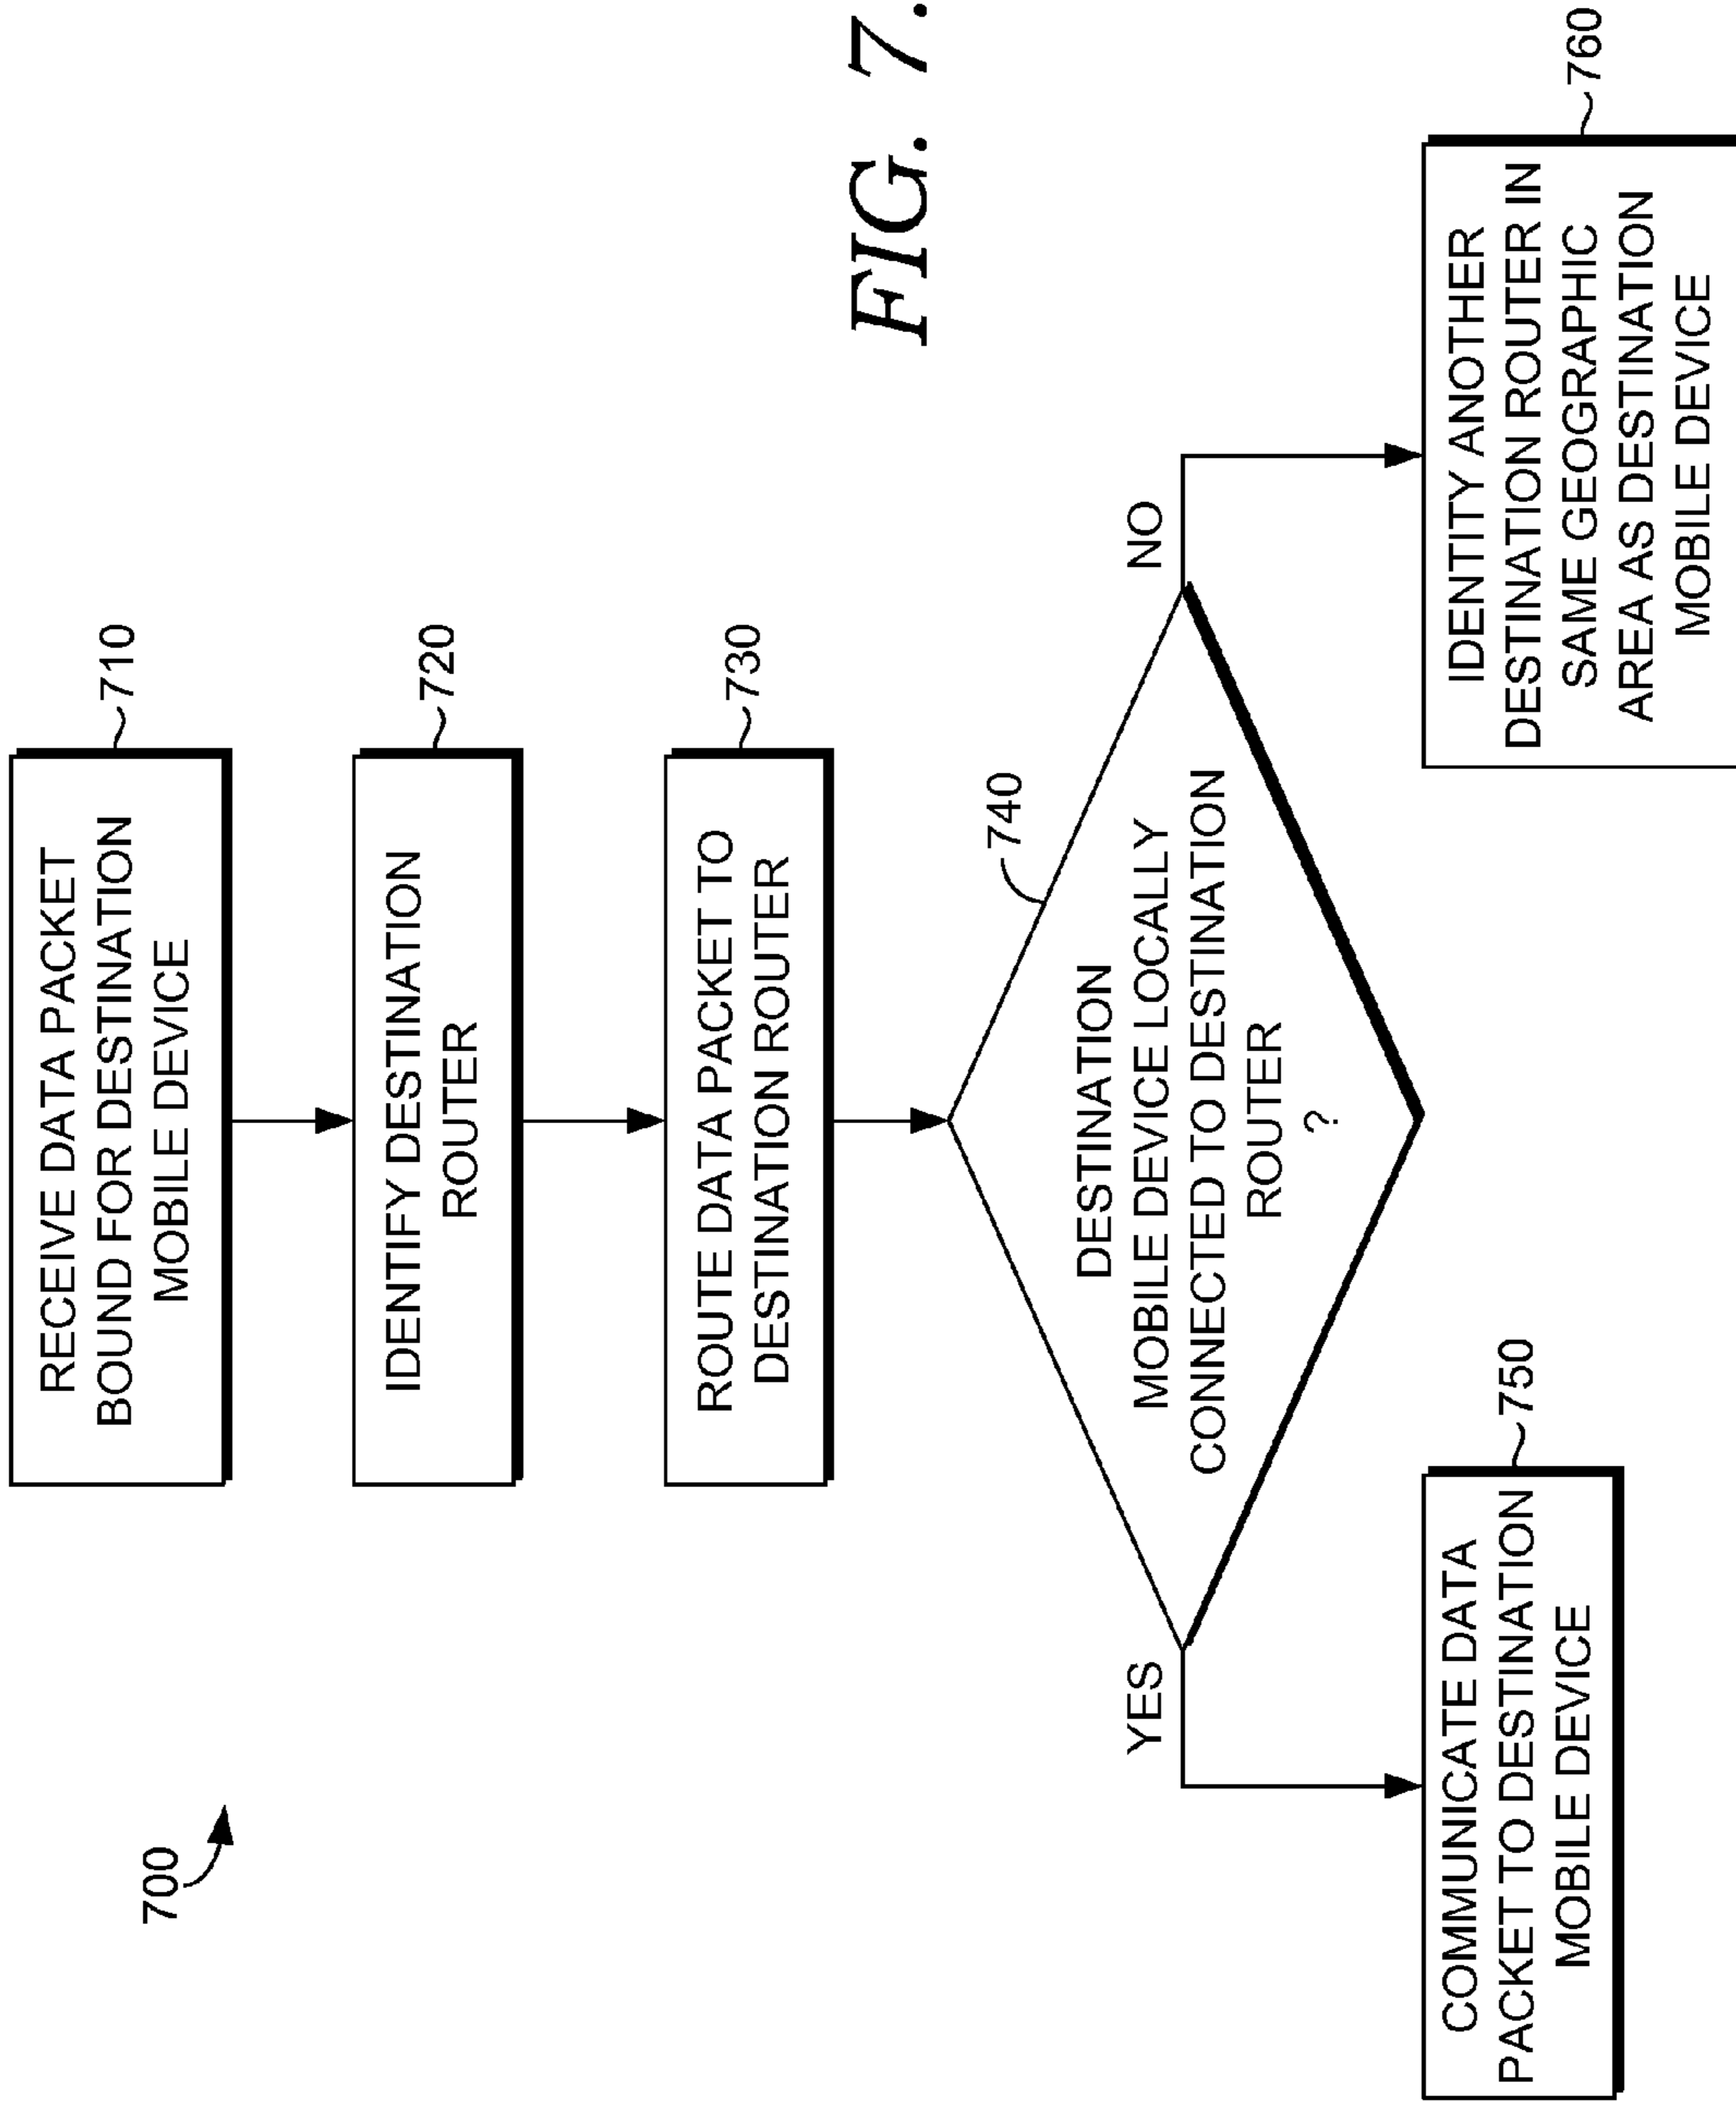 700
RECEIVE DATA PACKET
BOUND FOR DESTINATION
MOBILE DEVICE
710
IDENTIFY DESTINATION
ROUTER
720
ROUTE DATA PACKET TO
DESTINATION ROUTER
730
740
DESTINATION
MOBILE DEVICE LOCALLY
CONNECTED TO DESTINATION
ROUTER
?
YES
NO
COMMUNICATE DATA
PACKET TO DESTINATION
MOBILE DEVICE
750
IDENTITY ANOTHER
DESTINATION ROUTER IN
SAME GEOGRAPHIC
AREA AS DESTINATION
MOBILE DEVICE
760
FIG. 7.